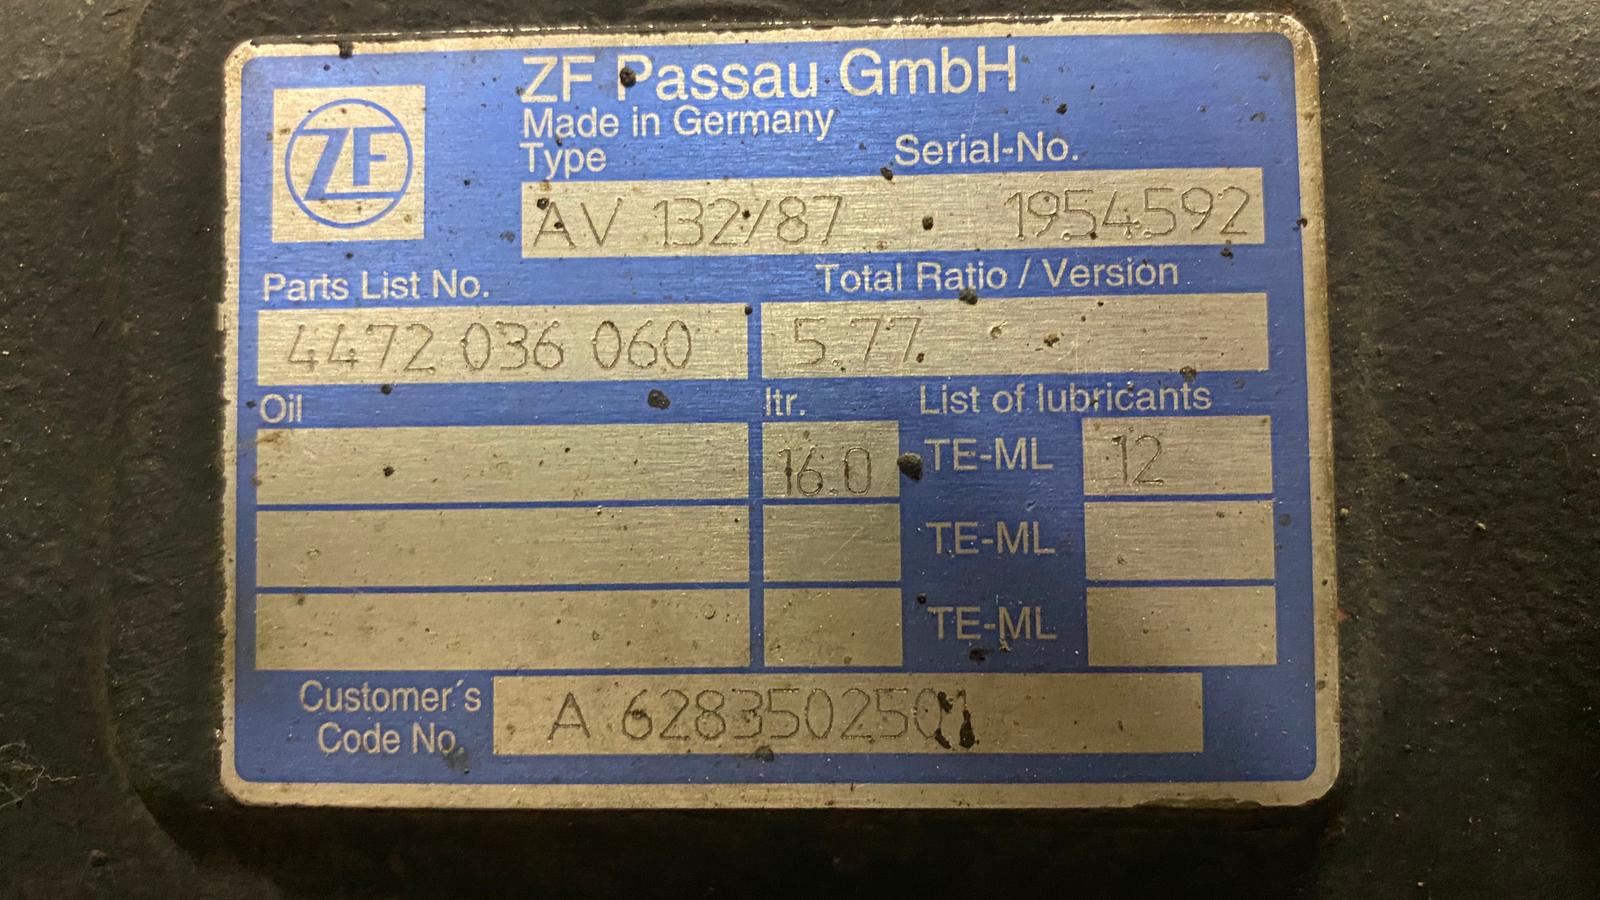 ZF
ZF Passau GmbH
Made in Germany
Type Serial-No.
AV 132/87 1954592
Parts List No. Total Ratio / Version
4472 036 060 5.77
Oil ltr. List of lubricants
16.0 TE-ML 12
TE-ML
TE-ML
Customer´s
Code No. A 6283502501